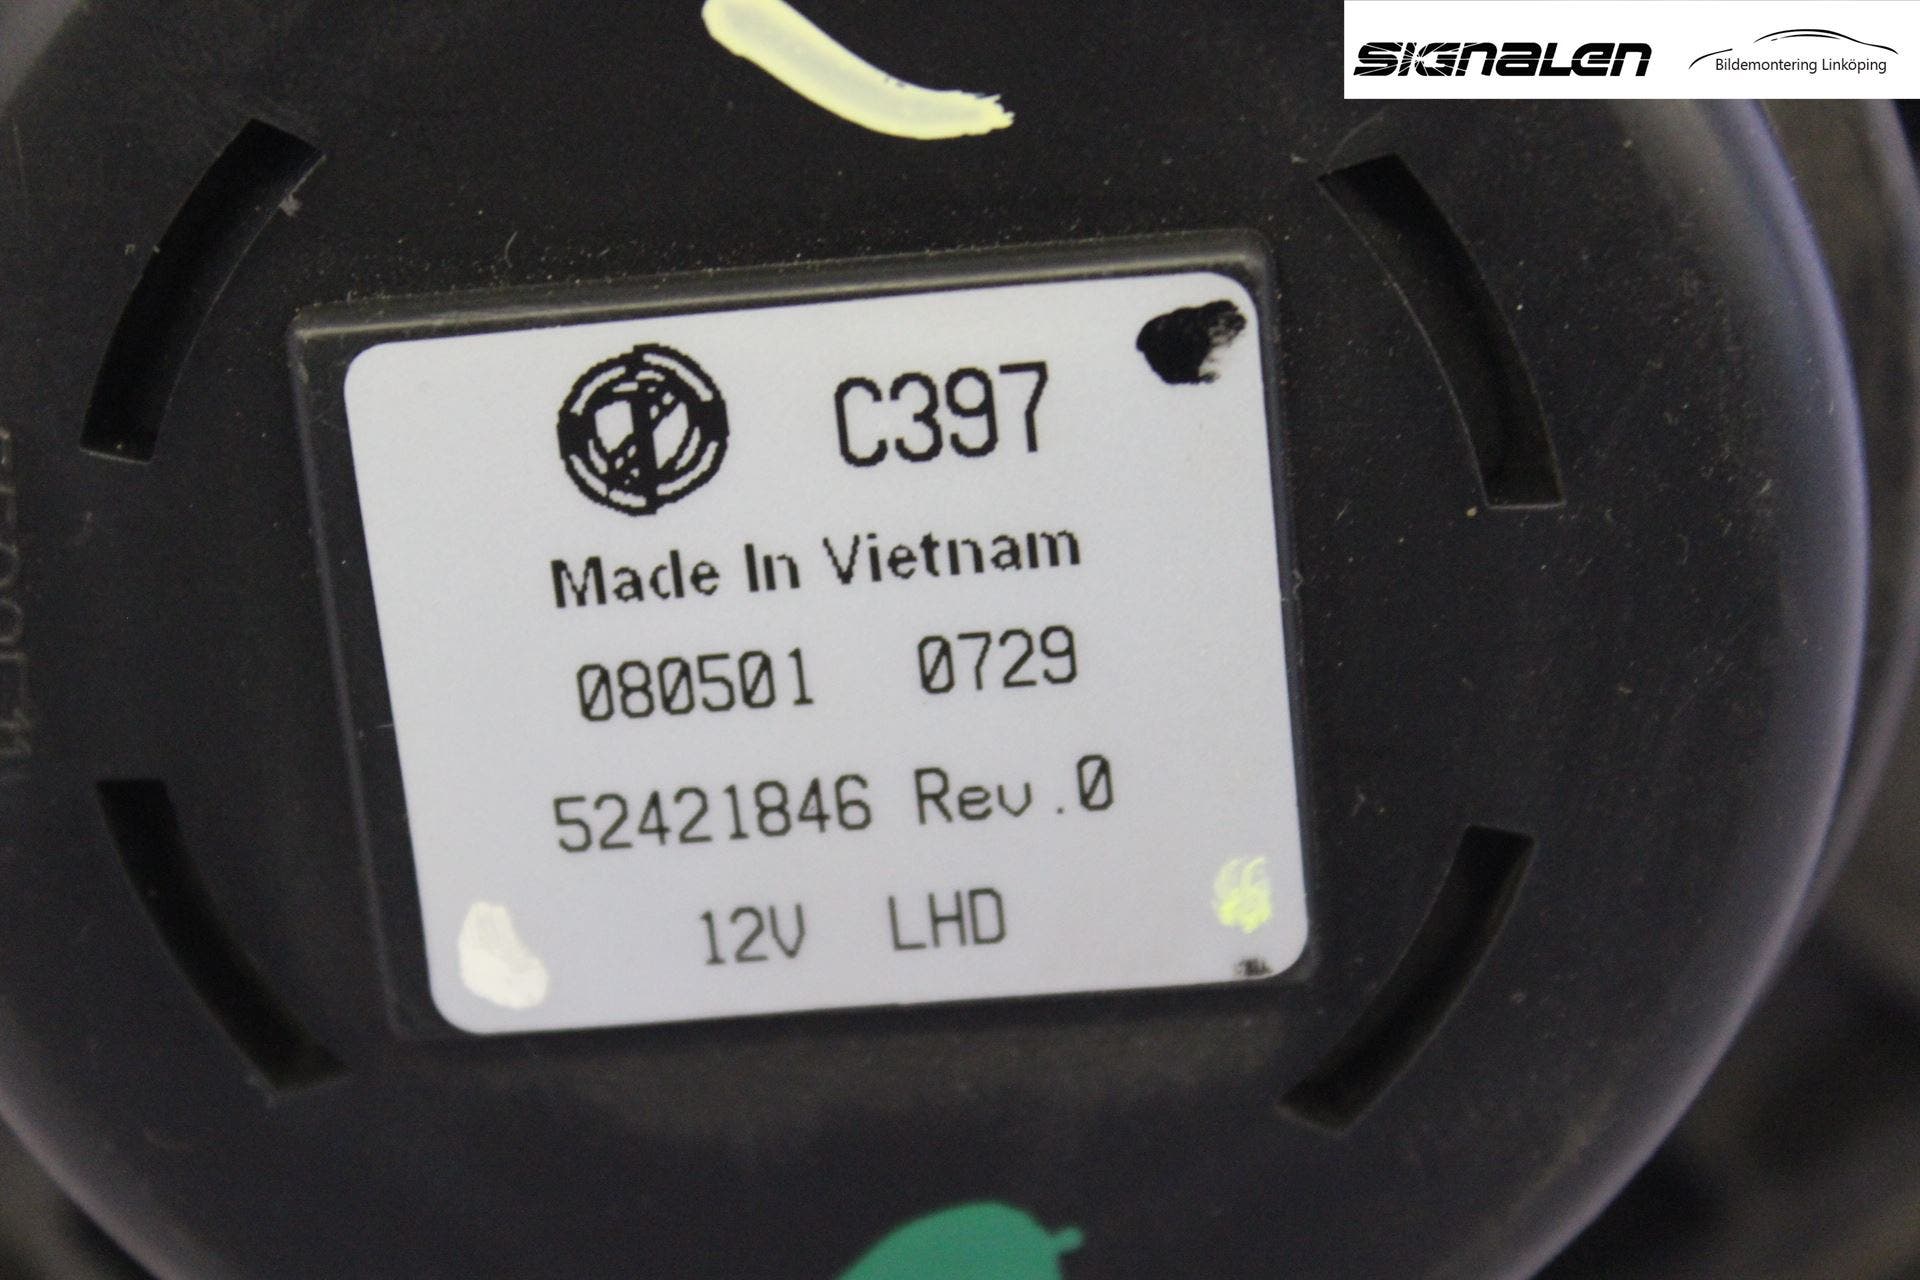 SIGNALEN
Bildemontering Linköping
C397
Made In Vietnam
080501 0729
52421846 Rev.0
12V LHD